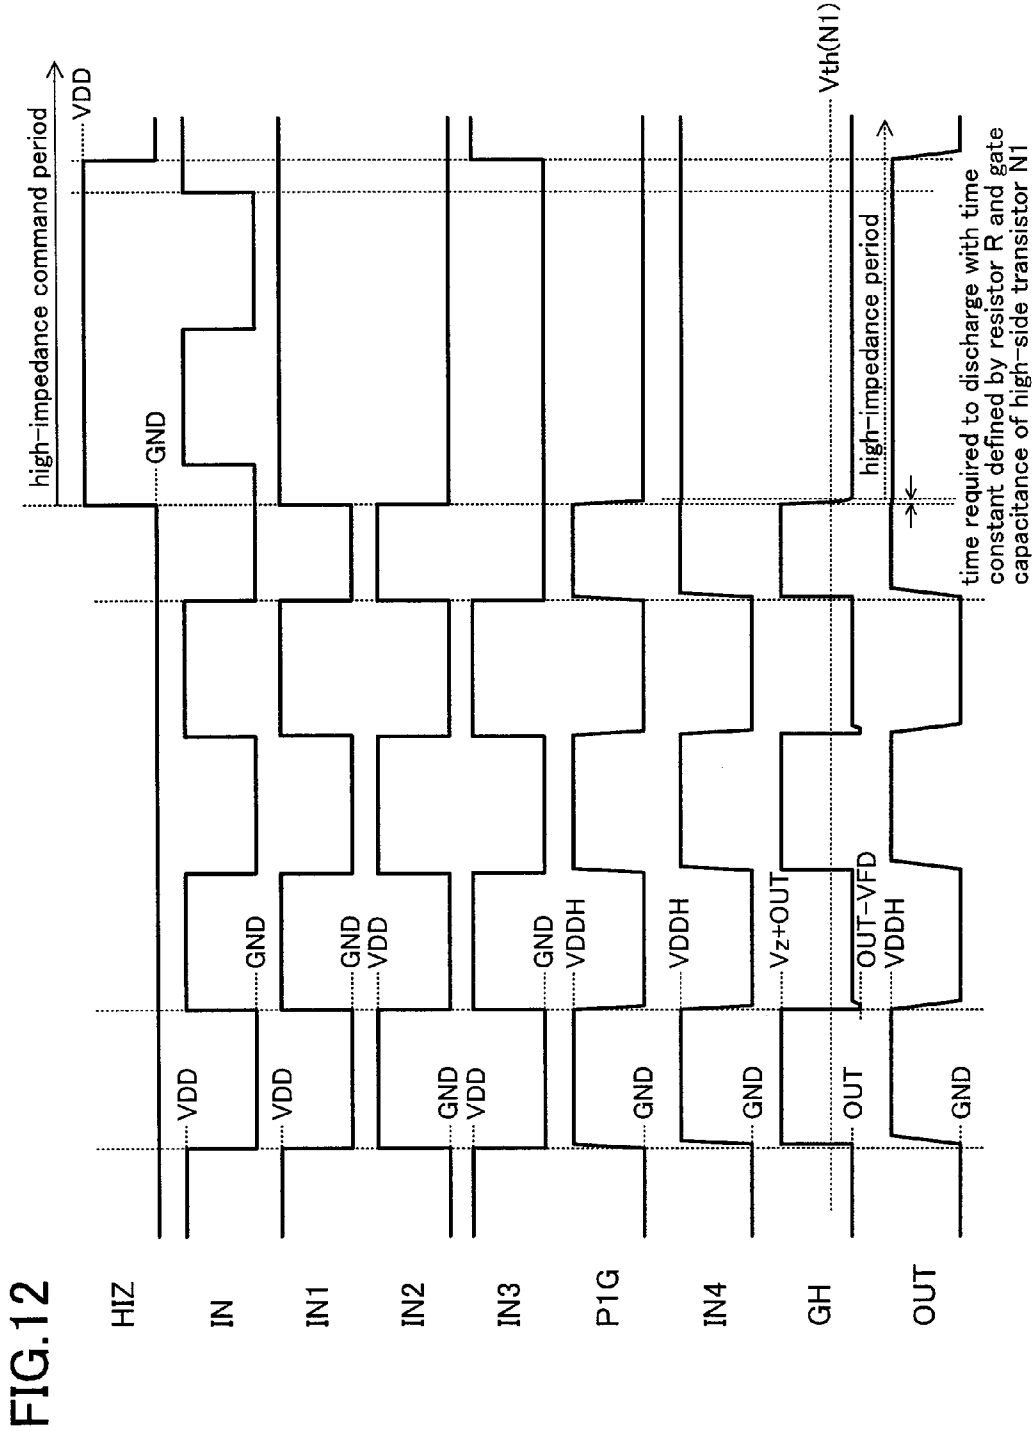 FIG.12
high-impedance command period
HIZ
VDD
GND
IN
VDD
GND
IN1
VDD
GND
IN2
VDD
GND
IN3
VDD
GND
P1G
VDDH
GND
IN4
VDDH
GND
GH
Vz+OUT
Vth(N1)
OUT
OUT-VFD
high-impedance period
OUT
VDDH
GND
time required to discharge with time
constant defined by resistor R and gate
capacitance of high-side transistor N1